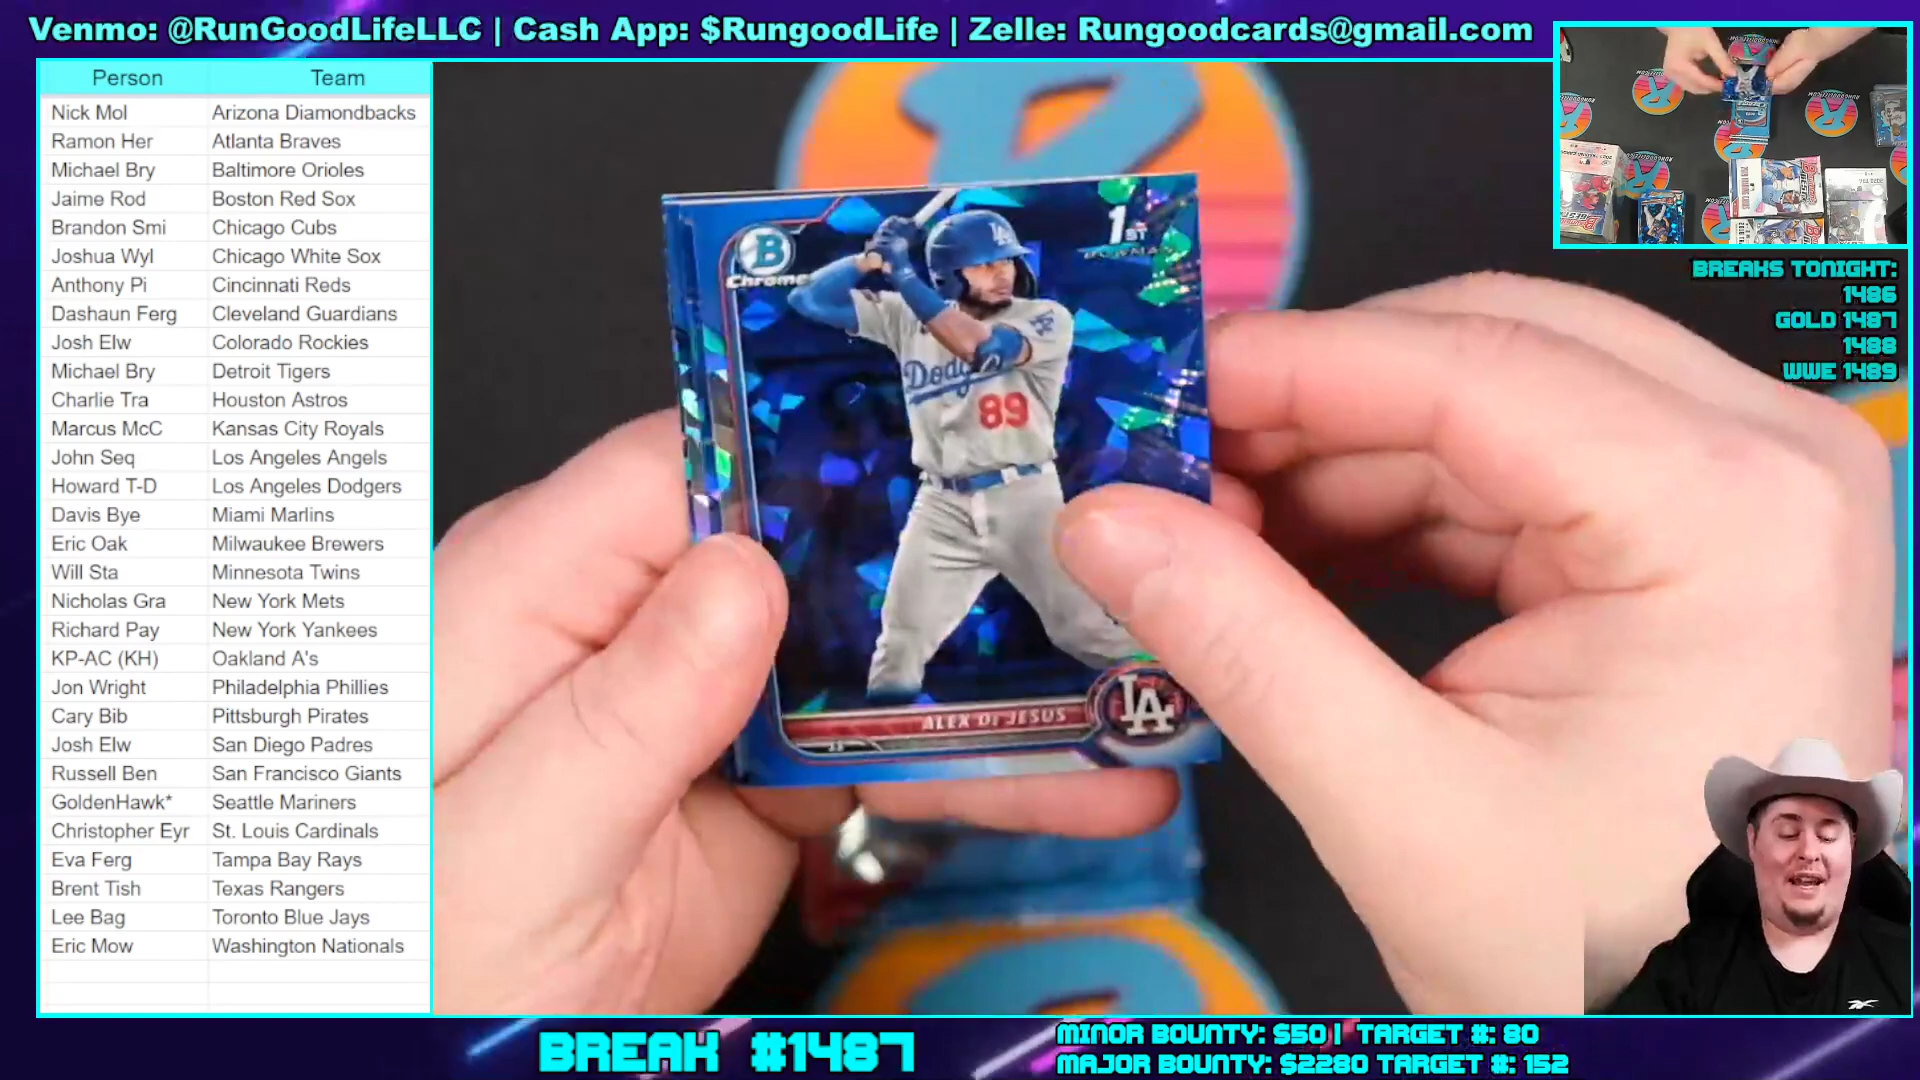 Venmo: @RunGoodLifeLLC | Cash App: $RungoodLife | Zelle: Rungoodcards@gmail.com
Person Team
Nick Mol Arizona Diamondbacks
Ramon Her Atlanta Braves
Michael Bry Baltimore Orioles
Jaime Rod Boston Red Sox
Brandon Smi Chicago Cubs
Joshua Wyl Chicago White Sox
Anthony Pi Cincinnati Reds
Dashaun Ferg Cleveland Guardians
Josh Elw Colorado Rockies
Michael Bry Detroit Tigers
Charlie Tra Houston Astros
Marcus McC Kansas City Royals
John Seq Los Angeles Angels
Howard T-D Los Angeles Dodgers
Davis Bye Miami Marlins
Eric Oak Milwaukee Brewers
Will Sta Minnesota Twins
Nicholas Gra New York Mets
Richard Pay New York Yankees
KP-AC (KH) Oakland A's
Jon Wright Philadelphia Phillies
Cary Bib Pittsburgh Pirates
Josh Elw San Diego Padres
Russell Ben San Francisco Giants
GoldenHawk* Seattle Mariners
Christopher Eyr St. Louis Cardinals
Eva Ferg Tampa Bay Rays
Brent Tish Texas Rangers
Lee Bag Toronto Blue Jays
Eric Mow Washington Nationals
B
Chrome
1ST
BOWMAN
LA
89
ALEX De JESUS
LA
BREAKS TONIGHT:
1486
GOLD 1487
1488
WWE 1489
BREAK #1487
MINOR BOUNTY: $50 | TARGET #: 80
MAJOR BOUNTY: $2280 TARGET #: 152